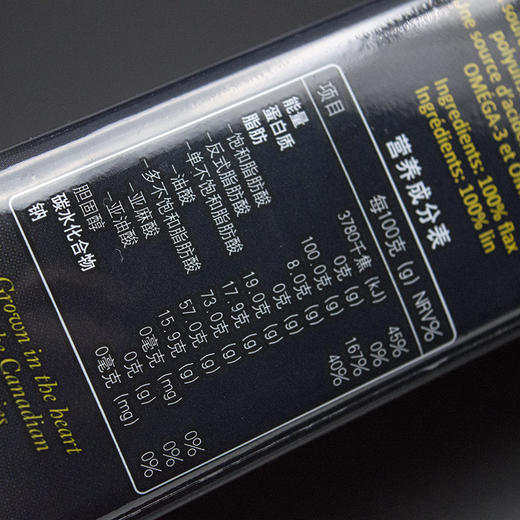 polyun
Une source d'acid
OMÉGA-3 et OM
Ingredients: 100% flax
Ingrédients: 100% lin
营养成分表
项目 每100克 (g) NRV%
能量 3780千焦 (kJ) 45%
蛋白质 0克 (g) 0%
脂肪 100.0克 (g) 167%
—饱和脂肪酸 8.0克 (g) 40%
—反式脂肪酸 0克 (g)
—单不饱和脂肪酸 19.0克 (g)
—油酸 17.9克 (g)
—多不饱和脂肪酸 73.0克 (g)
—亚麻酸 57.0克 (g)
—亚油酸 15.9克 (g)
胆固醇 0毫克 (mg) 0%
碳水化合物 0克 (g) 0%
钠 0毫克 (mg) 0%
Grown in the heart
Canadian